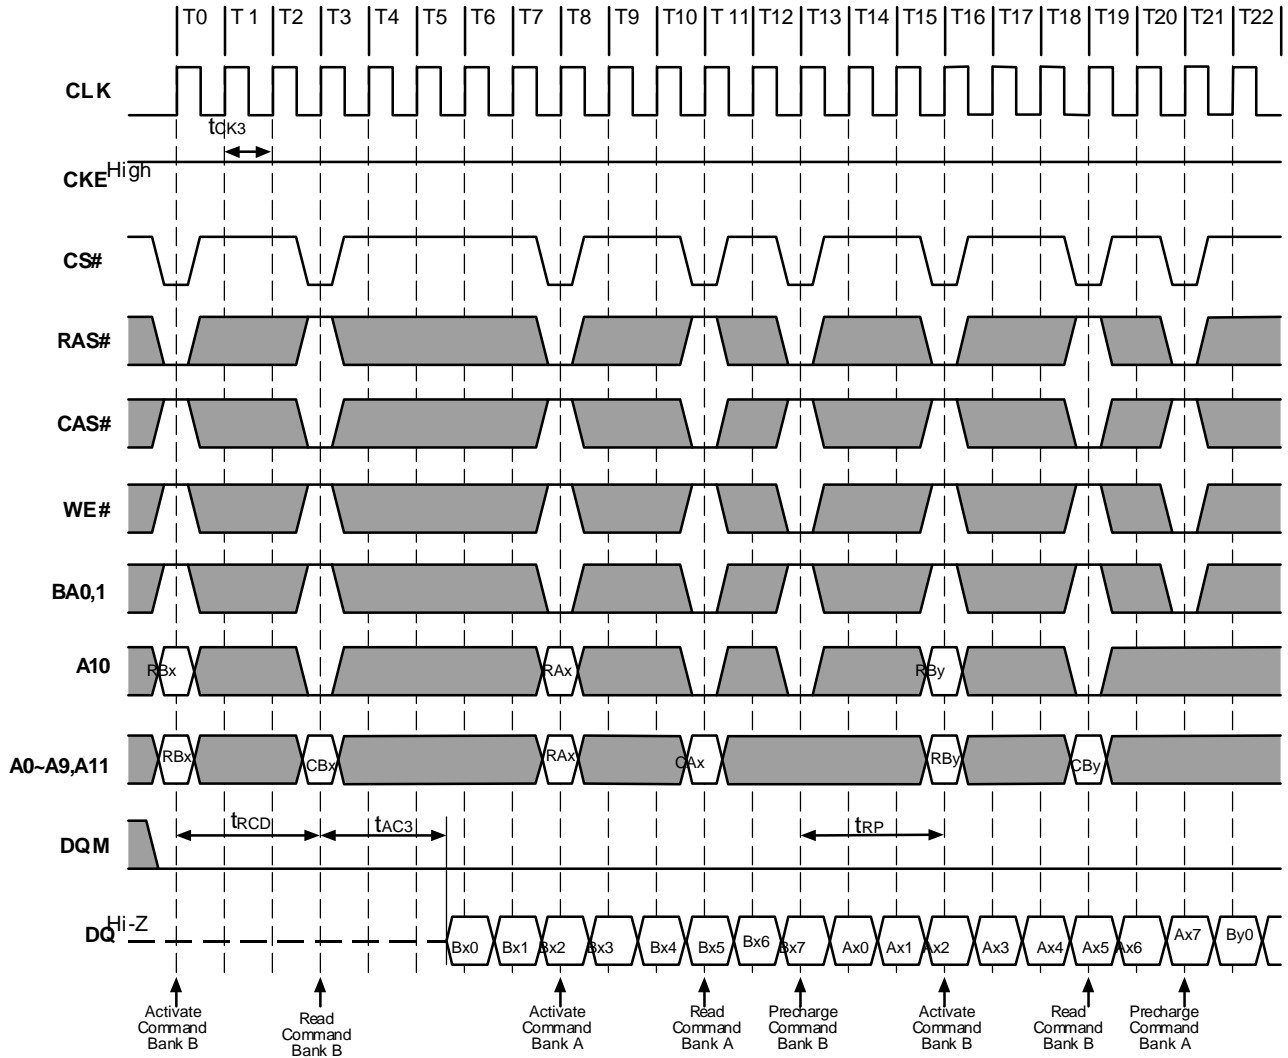 T0 T 1 T2 T3 T4 T5 T6 T7 T8 T9 T10 T 11 T12 T13 T14 T15 T16 T17 T18 T19 T20 T21 T22
CLK
tCK3
High
CKE
CS#
RAS#
CAS#
WE#
BA0,1
A10
RBx RAx RBy
A0~A9,A11
RBx CBx RAx CAx RBy CBy
tRCD tAC3 tRP
DQM
Hi-Z
DQ
Bx0 Bx1 Bx2 Bx3 Bx4 Bx5 Bx6 Bx7 Ax0 Ax1 Ax2 Ax3 Ax4 Ax5 Ax6 Ax7 By0
Activate
Command
Bank B
Read
Command
Bank B
Activate
Command
Bank A
Read
Command
Bank A
Precharge
Command
Bank B
Activate
Command
Bank B
Read
Command
Bank B
Precharge
Command
Bank A